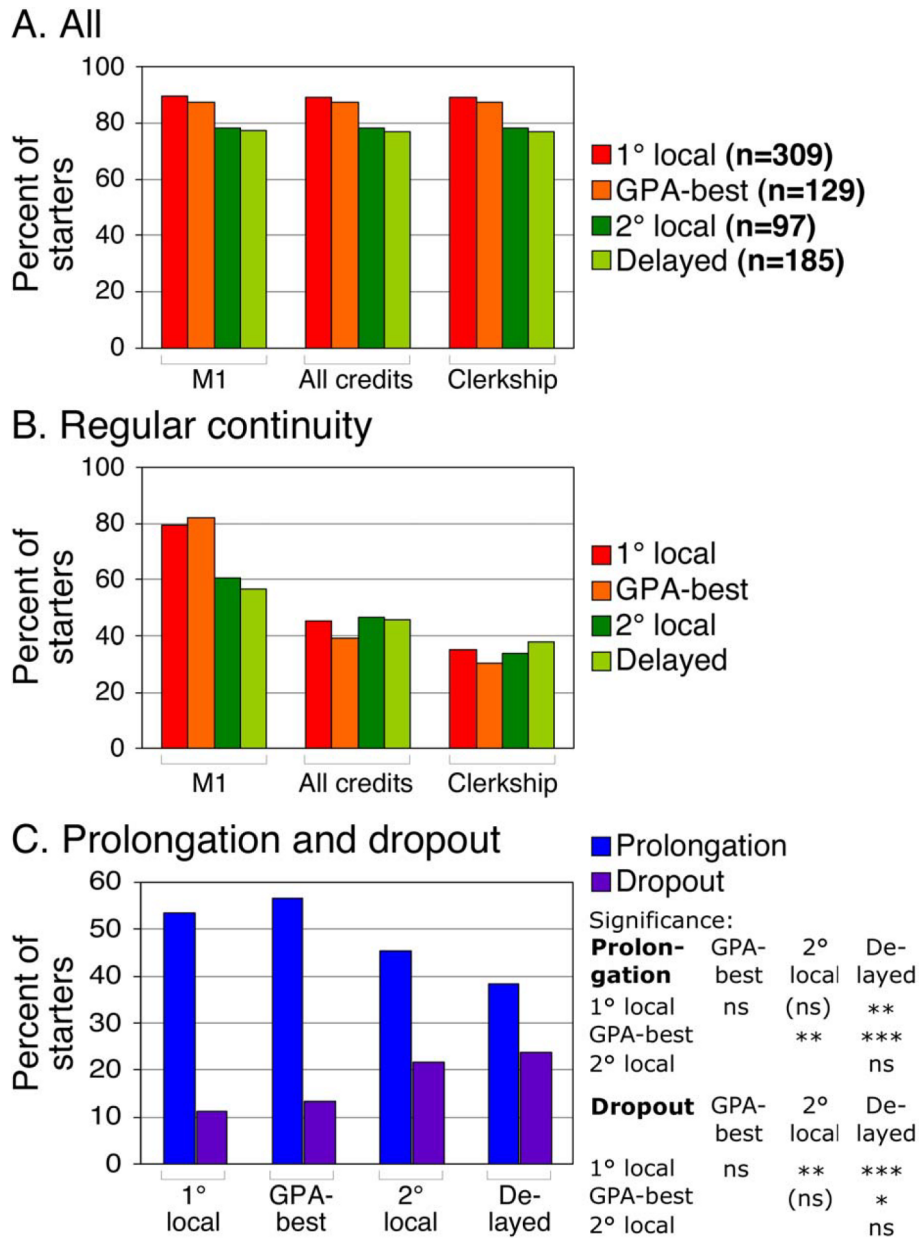 A. All
Percent of
starters
100
80
60
40
20
0
M1
All credits
Clerkship
1° local (n=309)
GPA-best (n=129)
2° local (n=97)
Delayed (n=185)
B. Regular continuity
Percent of
starters
100
80
60
40
20
0
M1
All credits
Clerkship
1° local
GPA-best
2° local
Delayed
C. Prolongation and dropout
Percent of
starters
60
50
40
30
20
10
0
1°
local
GPA-
best
2°
local
De-
layed
Prolongation
Dropout
Significance:
Prolon- GPA- 2° De-
gation best local layed
1° local ns (ns) **
GPA-best ** ***
2° local ns
Dropout GPA- 2° De-
best local layed
1° local ns ** ***
GPA-best (ns) *
2° local ns